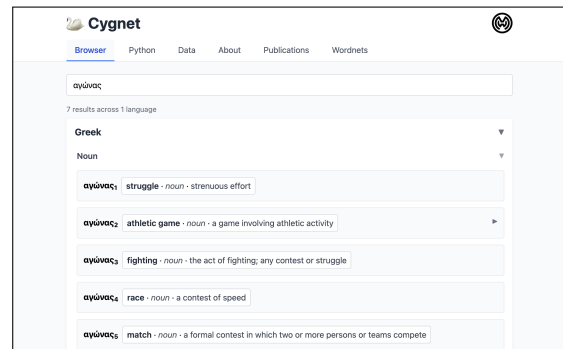 Cygnet
Browser Python Data About Publications Wordnets
αγώνας
7 results across 1 language
Greek ▼
Noun ▼
αγώνας₁ struggle · noun · strenuous effort
αγώνας₂ athletic game · noun · a game involving athletic activity ►
αγώνας₃ fighting · noun · the act of fighting; any contest or struggle
αγώνας₄ race · noun · a contest of speed
αγώνας₅ match · noun · a formal contest in which two or more persons or teams compete